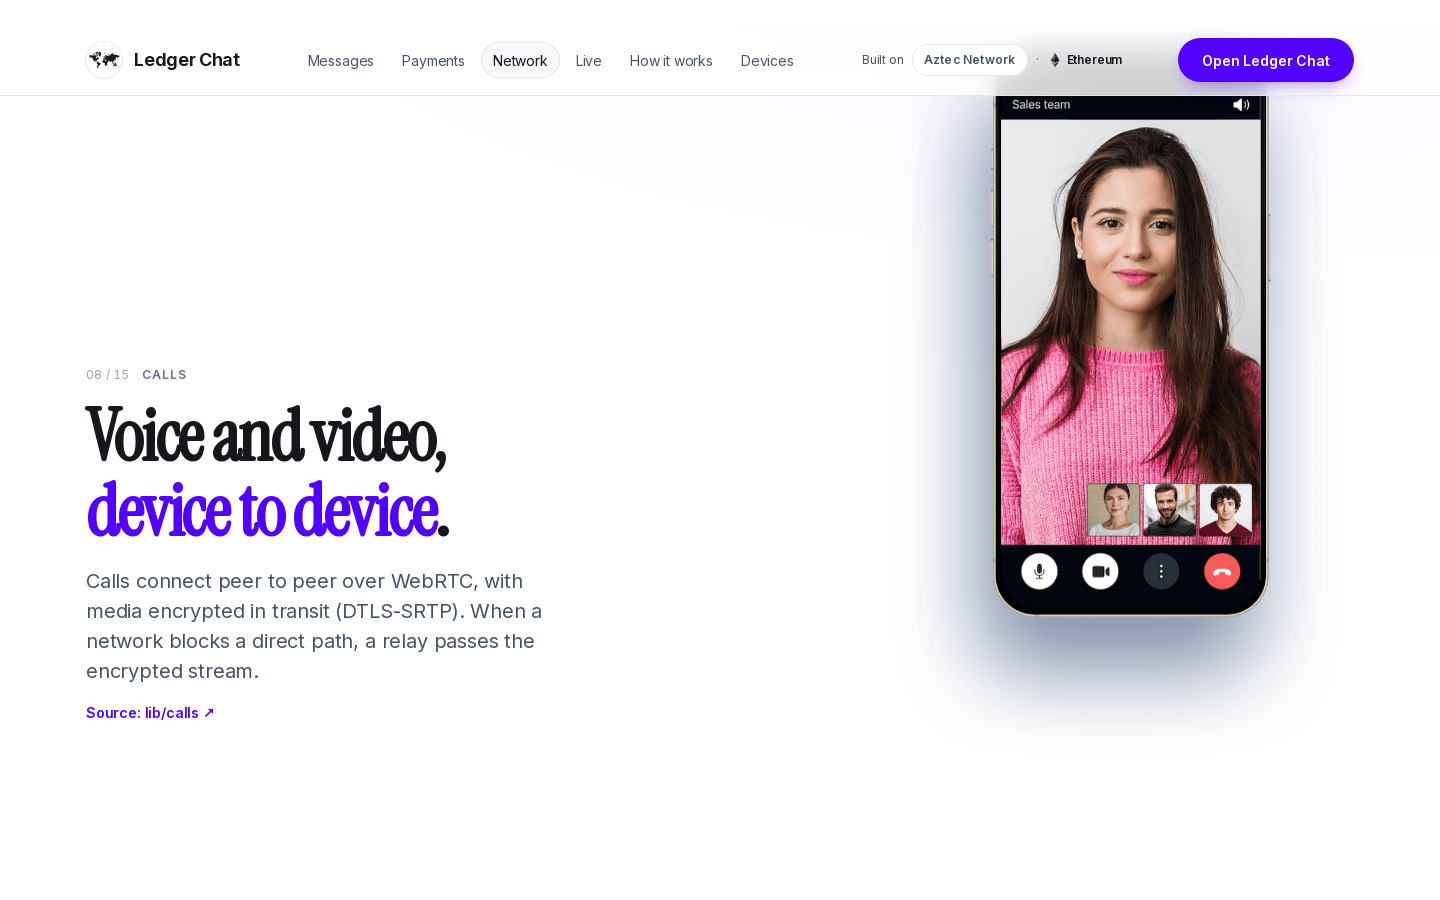 Ledger Chat
Messages
Payments
Network
Live
How it works
Devices
Built on
Aztec Network
·
Ethereum
Open Ledger Chat
Sales team
08 / 15 CALLS
Voice and video,
device to device.
Calls connect peer to peer over WebRTC, with
media encrypted in transit (DTLS-SRTP). When a
network blocks a direct path, a relay passes the
encrypted stream.
Source: lib/calls ↗